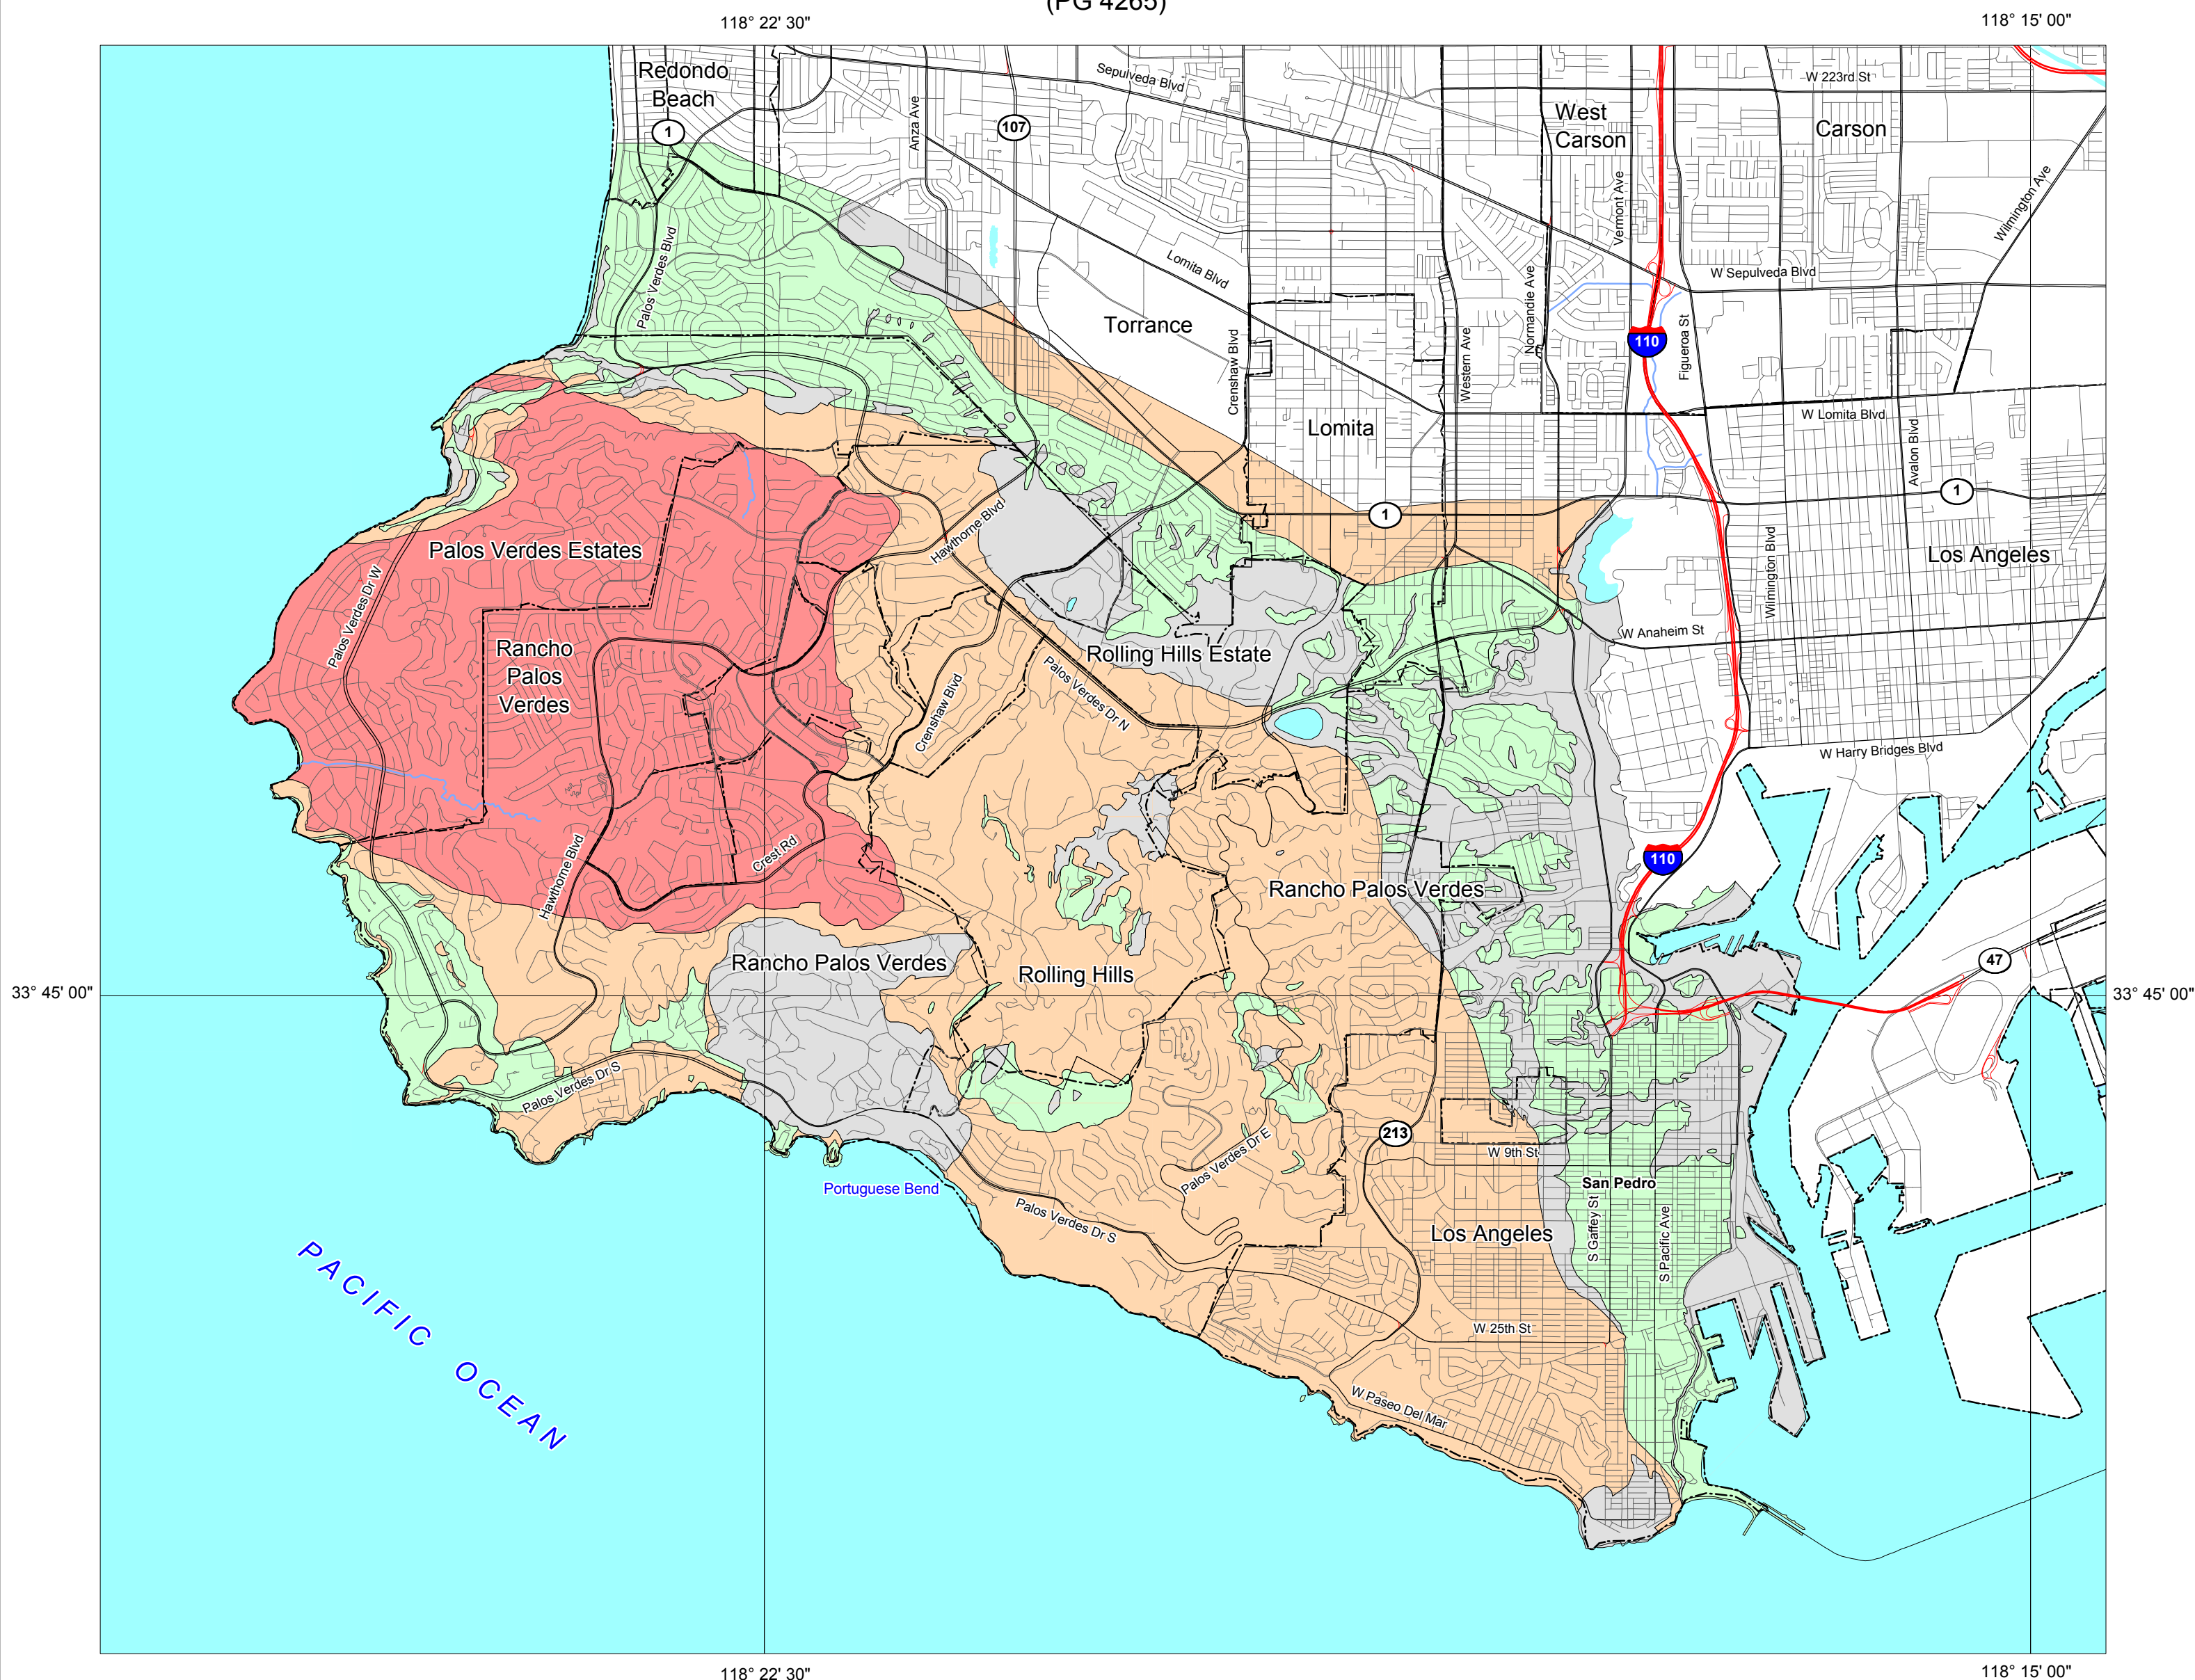 (PG 4265)
118° 22' 30"
118° 15' 00"
Redondo
Beach
1
Anza Ave
107
Sepulveda Blvd
West
Carson
W 223rd St
Carson
Vermont Ave
Wilmington Ave
Palos Verdes Blvd
Lomita Blvd
Normandie Ave
W Sepulveda Blvd
Torrance
Crenshaw Blvd
Western Ave
110
Figueroa St
Lomita
W Lomita Blvd
Avalon Blvd
1
1
Hawthorne Blvd
Palos Verdes Estates
Los Angeles
Wilmington Blvd
Palos Verdes Dr W
Rancho
Palos
Verdes
Rolling Hills Estate
W Anaheim St
Palos Verdes Dr N
Crenshaw Blvd
W Harry Bridges Blvd
Crest Rd
Hawthorne Blvd
110
Rancho Palos Verdes
Rancho Palos Verdes
Rolling Hills
47
33° 45' 00"
33° 45' 00"
Palos Verdes Dr S
213
W 9th St
Palos Verdes Dr E
Portuguese Bend
San Pedro
Palos Verdes Dr S
Los Angeles
S Gaffey St
S Pacific Ave
PACIFIC OCEAN
W 25th St
W Paseo Del Mar
118° 22' 30"
118° 15' 00"